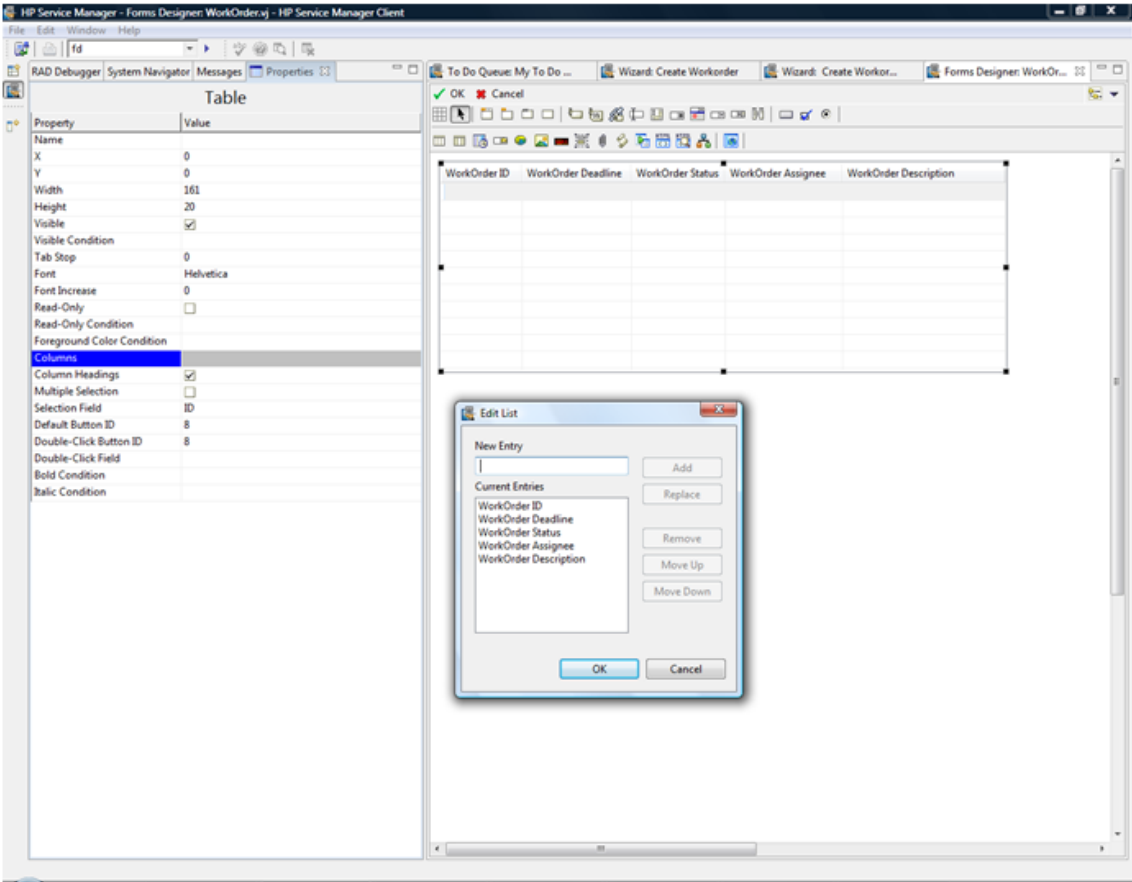 HP Service Manager - Forms Designer: WorkOrder.vj - HP Service Manager Client
File Edit Window Help
fd
RAD Debugger System Navigator Messages Properties
Table
Property Value
Name
X 0
Y 0
Width 161
Height 20
Visible
Visible Condition
Tab Stop 0
Font Helvetica
Font Increase 0
Read-Only
Read-Only Condition
Foreground Color Condition
Columns
Column Headings
Multiple Selection
Selection Field ID
Default Button ID 8
Double-Click Button ID 8
Double-Click Field
Bold Condition
Italic Condition
To Do Queue: My To Do ... Wizard: Create Workorder Wizard: Create Workor... Forms Designer: WorkOr...
OK Cancel
WorkOrder ID WorkOrder Deadline WorkOrder Status WorkOrder Assignee WorkOrder Description
Edit List
New Entry
Add
Current Entries
Replace
WorkOrder ID
WorkOrder Deadline
WorkOrder Status
WorkOrder Assignee
WorkOrder Description
Remove
Move Up
Move Down
OK Cancel